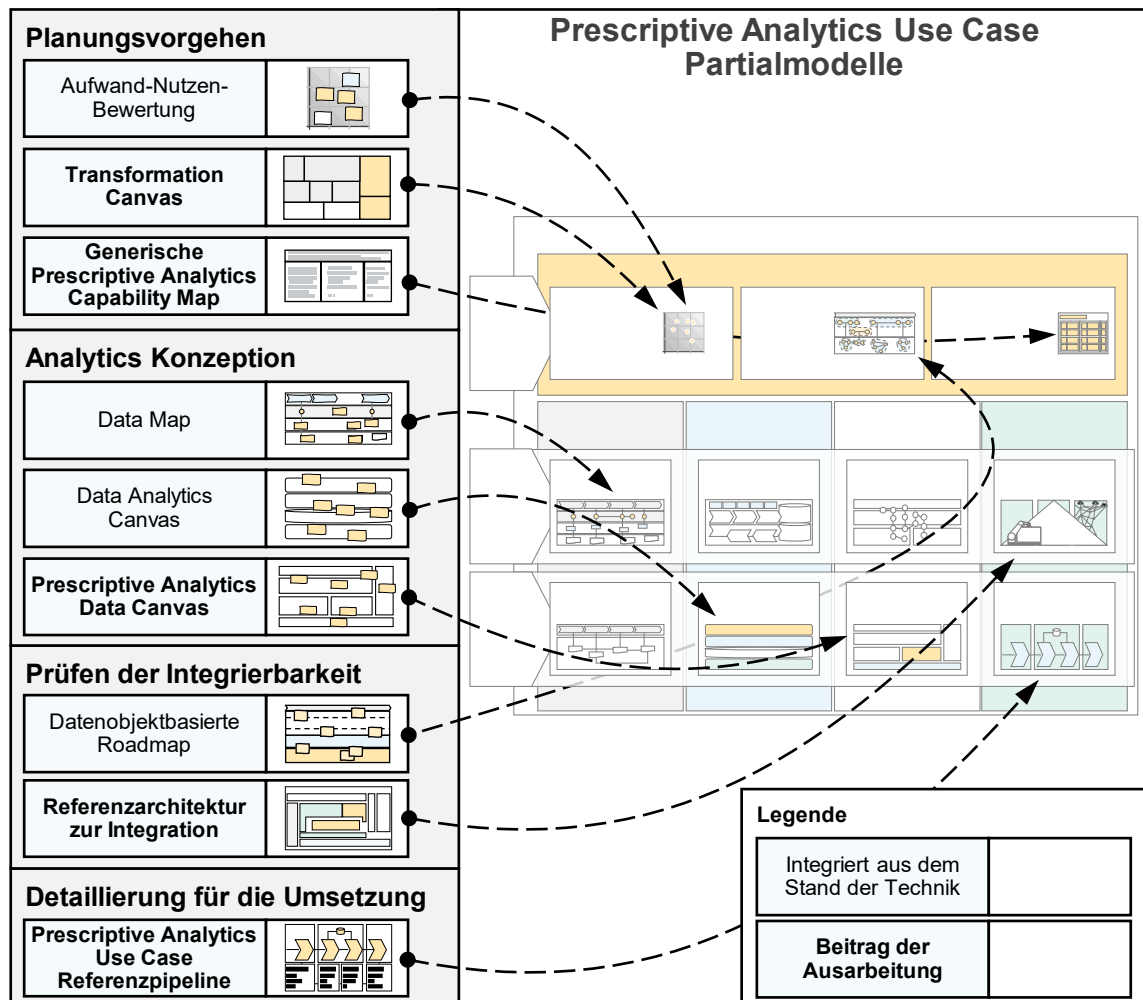 Prescriptive Analytics Use Case
Partialmodelle
Planungsvorgehen
Aufwand-Nutzen-
Bewertung
Transformation
Canvas
Generische
Prescriptive Analytics
Capability Map
Analytics Konzeption
Data Map
Data Analytics
Canvas
Prescriptive Analytics
Data Canvas
Prüfen der Integrierbarkeit
Datenobjektbasierte
Roadmap
Referenzarchitektur
zur Integration
Detaillierung für die Umsetzung
Prescriptive Analytics
Use Case
Referenzpipeline
Legende
Integriert aus dem
Stand der Technik
Beitrag der
Ausarbeitung